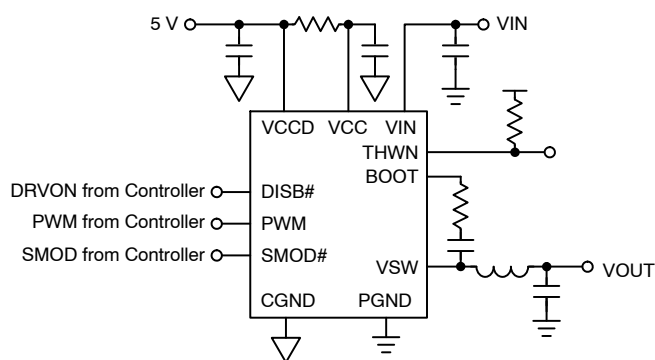 5 V
VIN
VCCD VCC VIN
THWN
BOOT
DRVON from Controller DISB#
PWM from Controller PWM
SMOD from Controller SMOD#
VSW
VOUT
CGND PGND